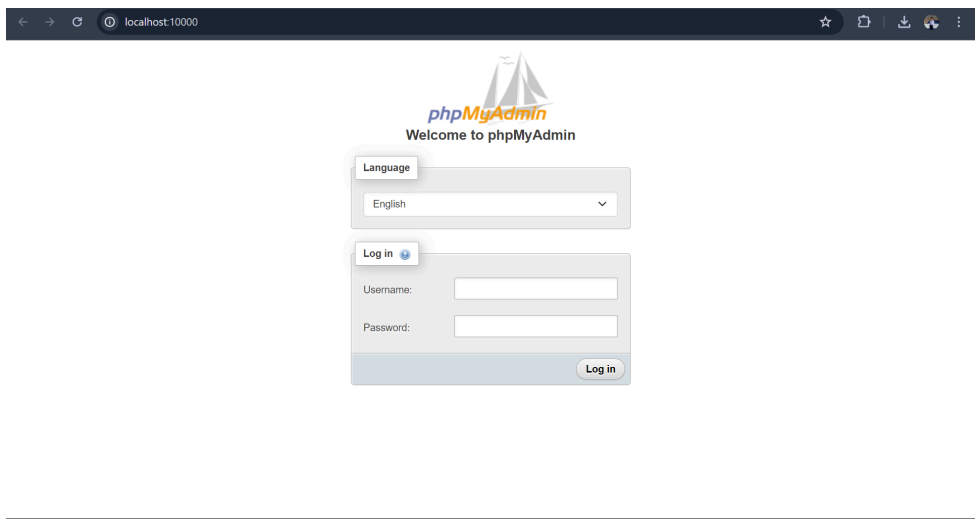 localhost:10000
phpMyAdmin
Welcome to phpMyAdmin
Language
English
Log in
Username:
Password:
Log in